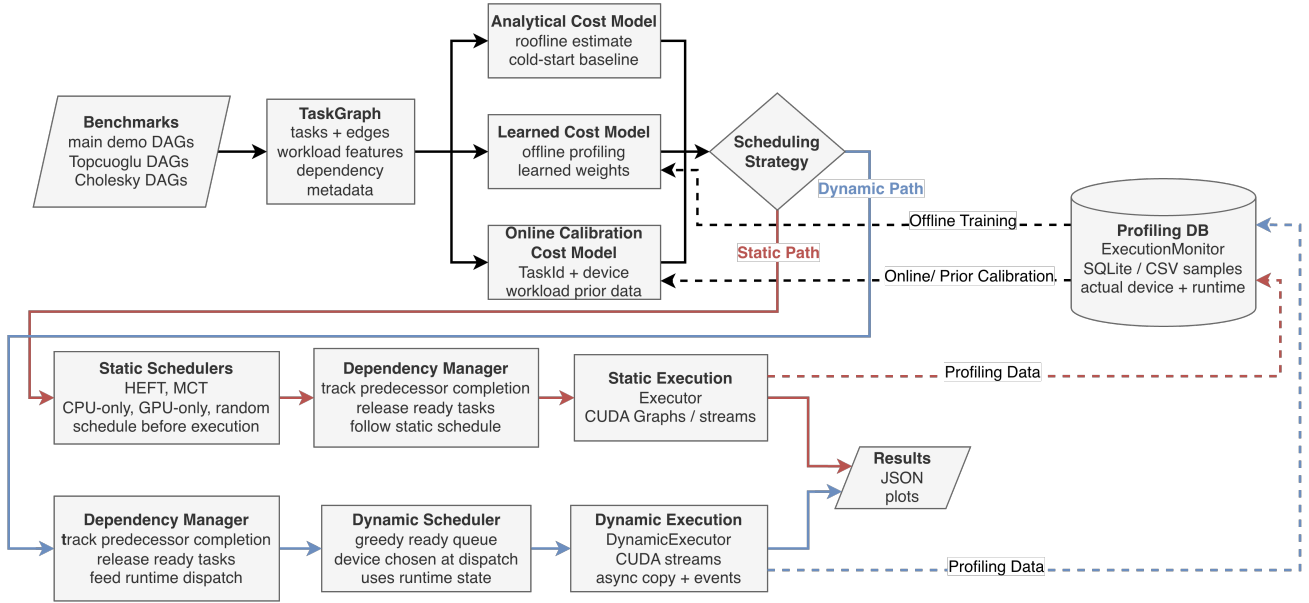 Analytical Cost Model
roofline estimate
cold-start baseline
Benchmarks
main demo DAGs
Topcuoglu DAGs
Cholesky DAGs
TaskGraph
tasks + edges
workload features
dependency
metadata
Learned Cost Model
offline profiling
learned weights
Online Calibration
Cost Model
TaskId + device
workload prior data
Scheduling
Strategy
Dynamic Path
Static Path
Offline Training
Online/ Prior Calibration
Profiling DB
ExecutionMonitor
SQLite / CSV samples
actual device + runtime
Static Schedulers
HEFT, MCT
CPU-only, GPU-only, random
schedule before execution
Dependency Manager
track predecessor completion
release ready tasks
follow static schedule
Static Execution
Executor
CUDA Graphs / streams
Profiling Data
Results
JSON
plots
Dependency Manager
track predecessor completion
release ready tasks
feed runtime dispatch
Dynamic Scheduler
greedy ready queue
device chosen at dispatch
uses runtime state
Dynamic Execution
DynamicExecutor
CUDA streams
async copy + events
Profiling Data